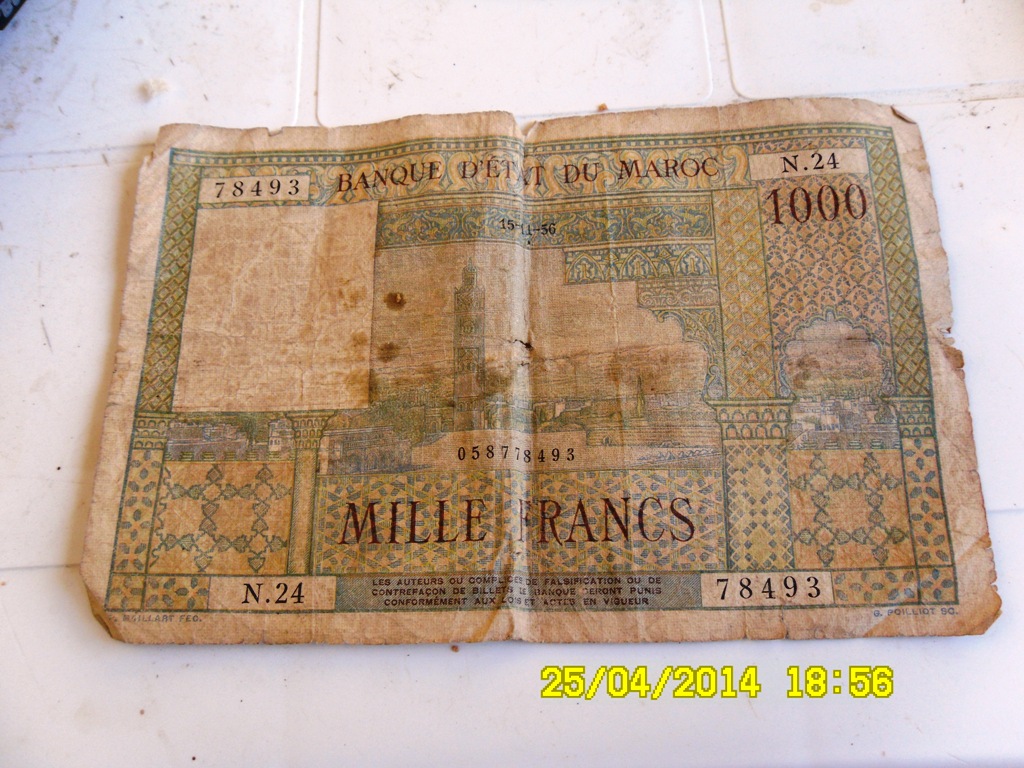 BANQUE D'ÉTAT DU MAROC
N.24
78493
1000
15-11-56
058778493
MILLE FRANCS
N.24
LES AUTEURS OU COMPLICES DE FALSIFICATION OU DE
CONTREFAÇON DE BILLETS DE BANQUE SERONT PUNIS
CONFORMÉMENT AUX LOIS ET ACTES EN VIGUEUR
78493
FEC.
G. POILLIOT SC.
25/04/2014 18:56